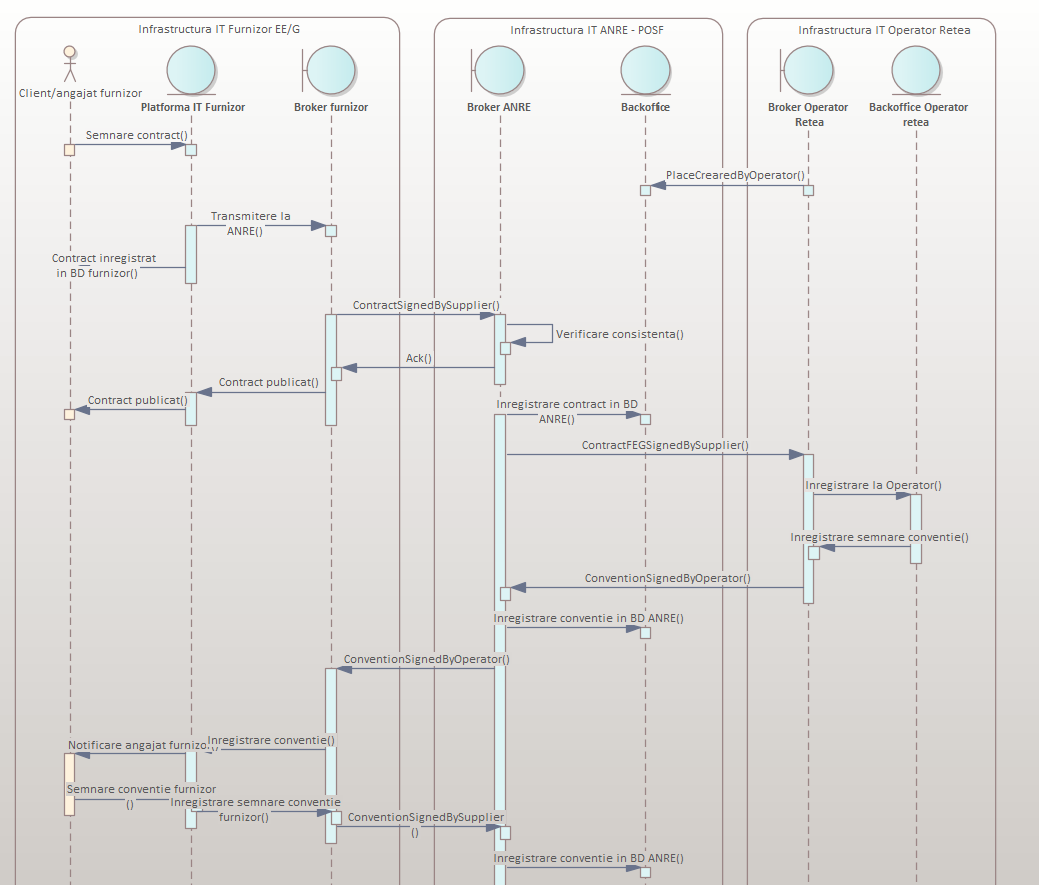 Infrastructura IT Furnizor EE/G
Infrastructura IT ANRE - POSF
Infrastructura IT Operator Retea
Client/angajat furnizor
Platforma IT Furnizor
Broker furnizor
Broker ANRE
Backoffice
Broker Operator
Retea
Backoffice Operator
retea
Semnare contract()
PlaceCrearedByOperator()
Transmitere la
ANRE()
Contract inregistrat
in BD furnizor()
ContractSignedBySupplier()
Verificare consistenta()
Ack()
Contract publicat()
Contract publicat()
Inregistrare contract in BD
ANRE()
ContractFEGSignedBySupplier()
Inregistrare la Operator()
Inregistrare semnare conventie()
ConventionSignedByOperator()
Inregistrare conventie in BD ANRE()
ConventionSignedByOperator()
Inregistrare conventie()
Notificare angajat furnizor()
Semnare conventie furnizor
()
Inregistrare semnare conventie
furnizor()
ConventionSignedBySupplier
()
Inregistrare conventie in BD ANRE()